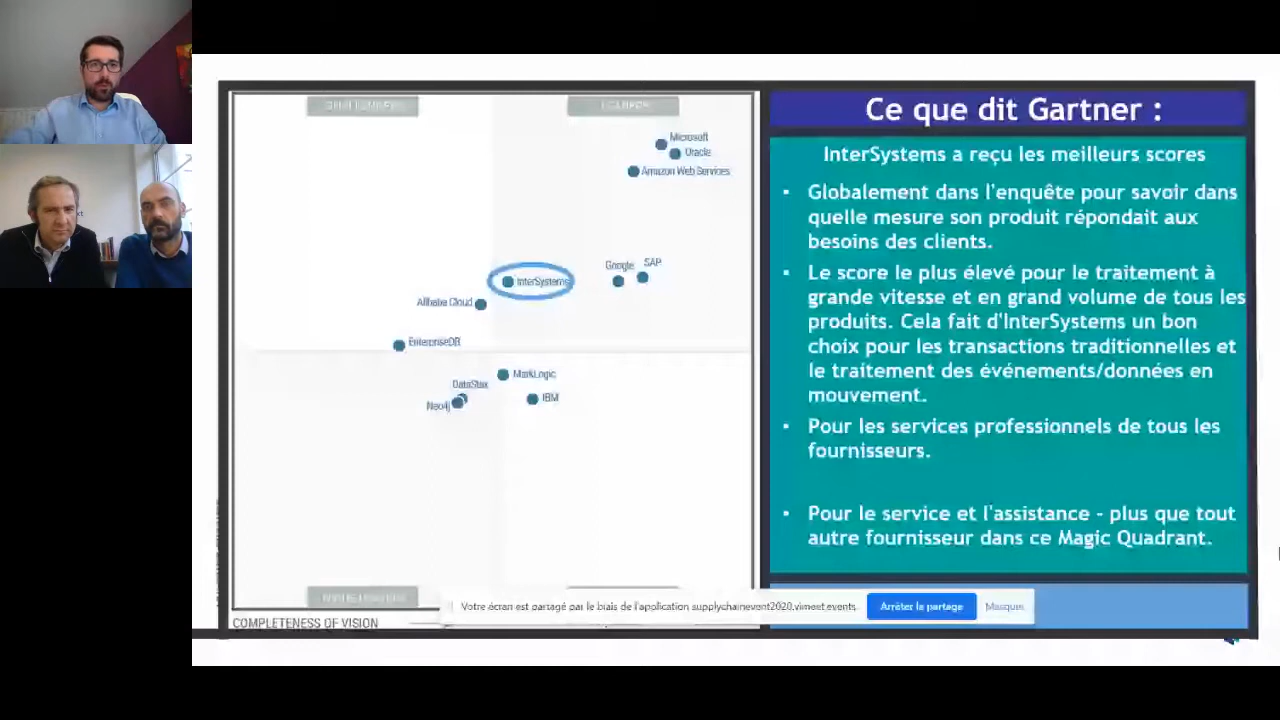 Microsoft
Oracle
Amazon Web Services
Google
SAP
InterSystems
Alibaba Cloud
EnterpriseDB
MarkLogic
DataStax
Neo4j
IBM
COMPLETENESS OF VISION
Ce que dit Gartner :
InterSystems a reçu les meilleurs scores
• Globalement dans l'enquête pour savoir dans
quelle mesure son produit répondait aux
besoins des clients.
• Le score le plus élevé pour le traitement à
grande vitesse et en grand volume de tous les
produits. Cela fait d'InterSystems un bon
choix pour les transactions traditionnelles et
le traitement des événements/données en
mouvement.
• Pour les services professionnels de tous les
fournisseurs.
• Pour le service et l'assistance - plus que tout
autre fournisseur dans ce Magic Quadrant.
Votre écran est partagé par le biais de l'application supplychainevent2020.vimeet.events.
Arrêter le partage
Masquer